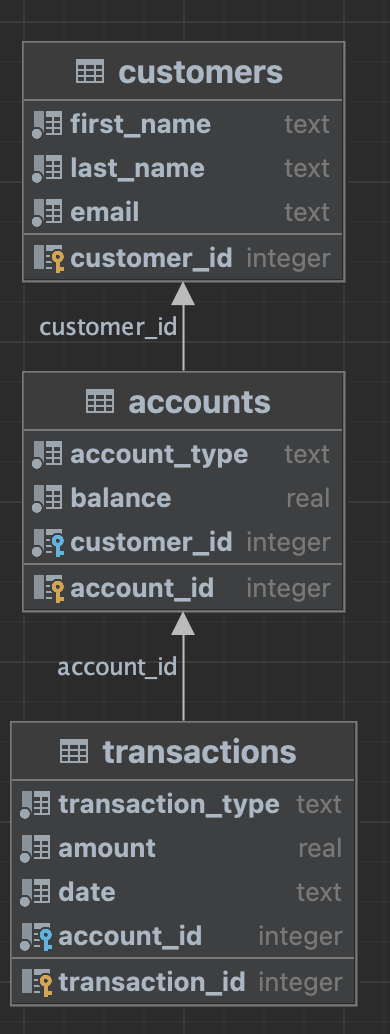 customers
first_name text
last_name text
email text
customer_id integer
customer_id
accounts
account_type text
balance real
customer_id integer
account_id integer
account_id
transactions
transaction_type text
amount real
date text
account_id integer
transaction_id integer